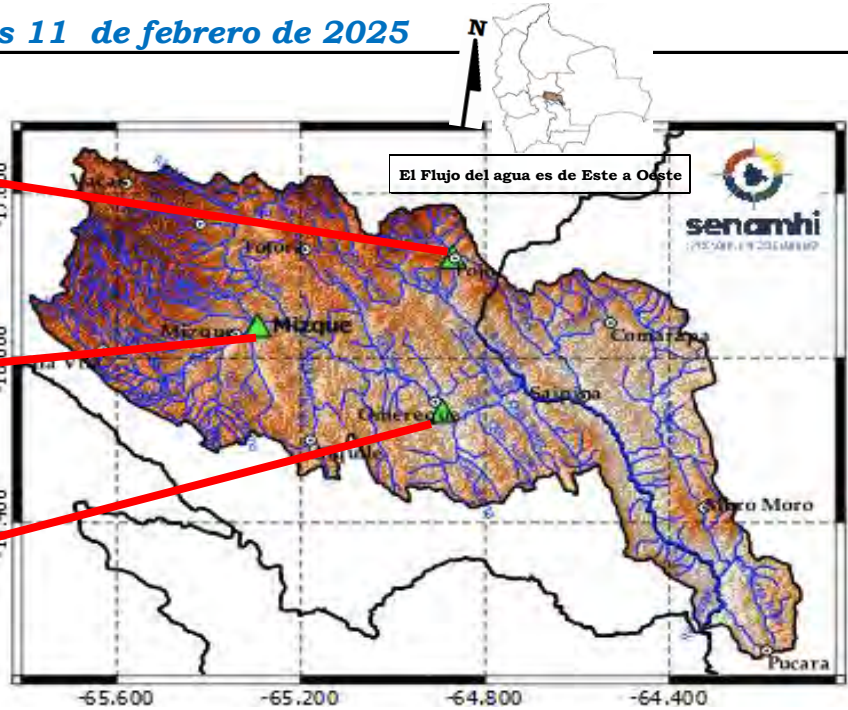 s 11 de febrero de 2025
N
El Flujo del agua es de Este a Oeste
senamhi
Vacas
Totora
Pojo
Mizque Mizque
Comarapa
Omereque
Saipina
Moro Moro
Pucara
-65.600 -65.200 -64.800 -64.400